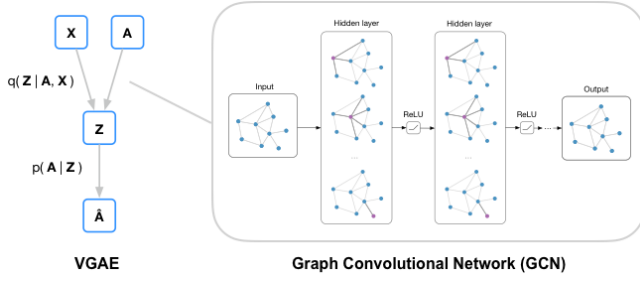 X
A
q( Z | A, X )
Z
p( A | Z )
Â
VGAE
Hidden layer
Hidden layer
Input
ReLU
ReLU
Output
...
...
...
...
Graph Convolutional Network (GCN)